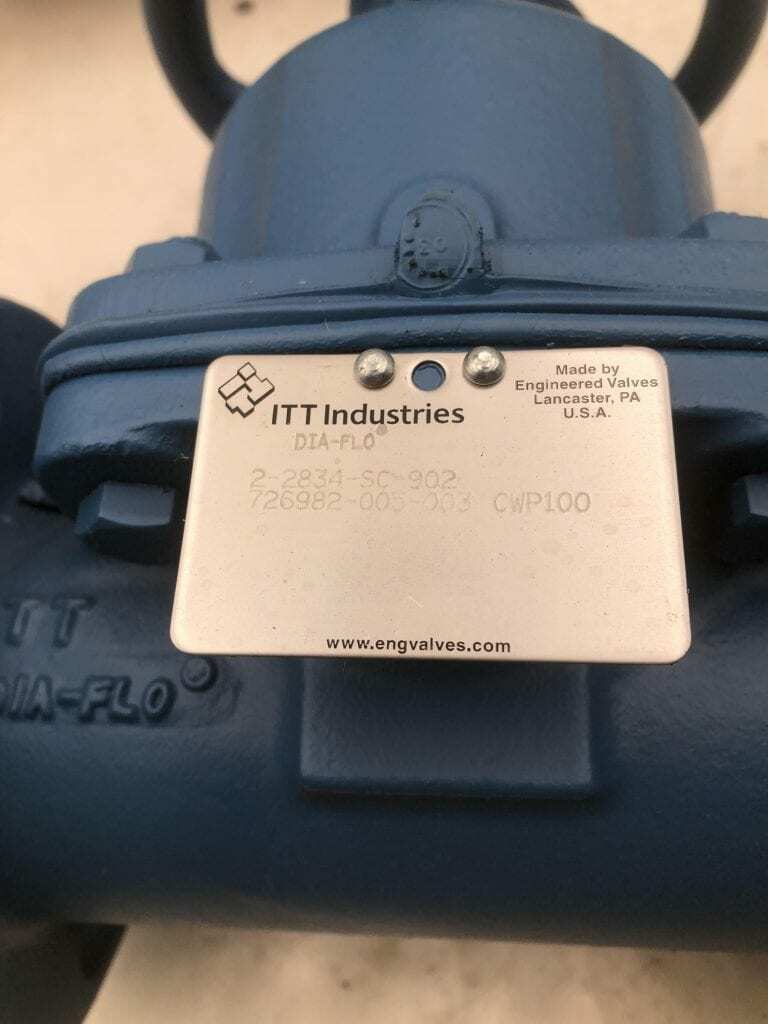 Made by
Engineered Valves
Lancaster, PA
U.S.A.
ITT Industries
DIA-FLO®
2-2834-SC-902
726982-005-003 CWP100
www.engvalves.com
ITT
DIA-FLO®